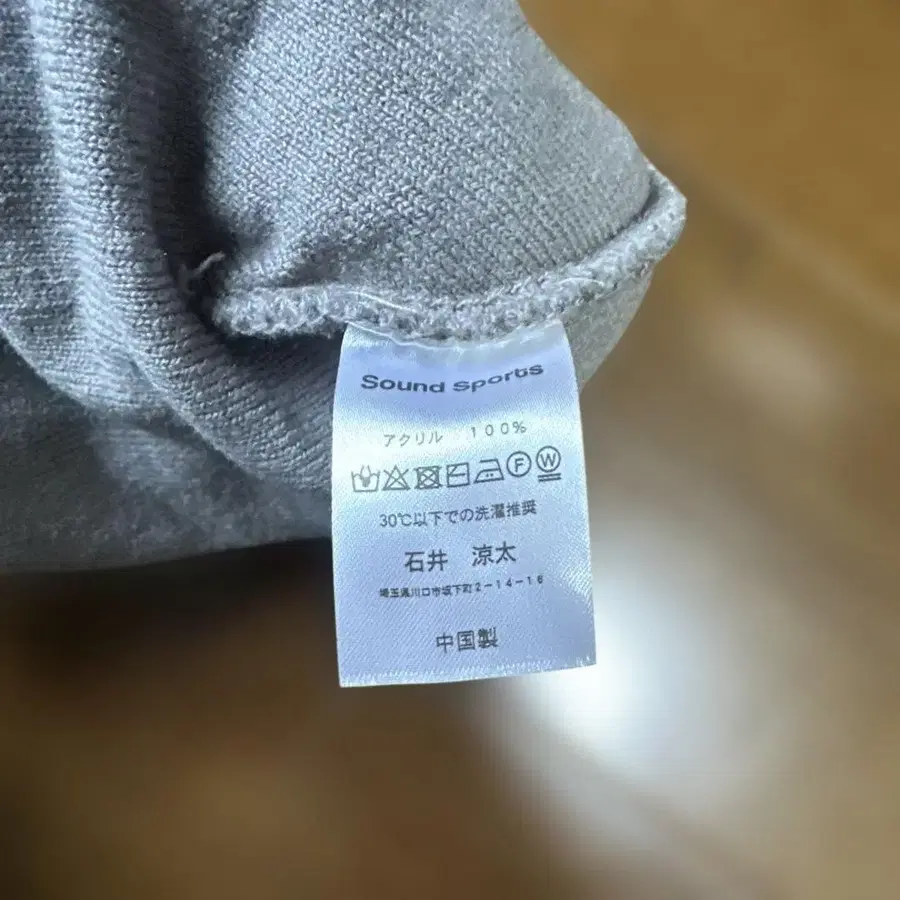 Sound Sports
アクリル 100%
F W
30℃以下での洗濯推奨
石井 涼太
埼玉県川口市坂下町2-14-16
中国製